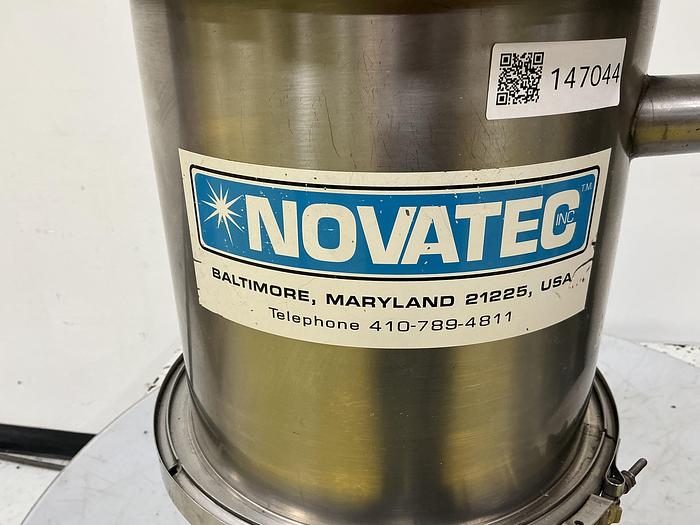 147044
NOVATEC INC TM
BALTIMORE, MARYLAND 21225, USA
Telephone 410-789-4811